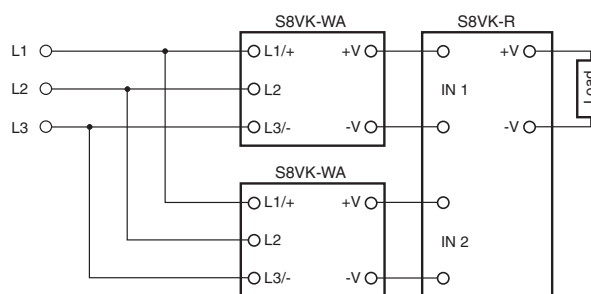 S8VK-WA
S8VK-R
L1
L1/+
+V
+V
L2
L2
IN 1
Load
L3
L3/-
-V
-V
S8VK-WA
L1/+
+V
L2
IN 2
L3/-
-V